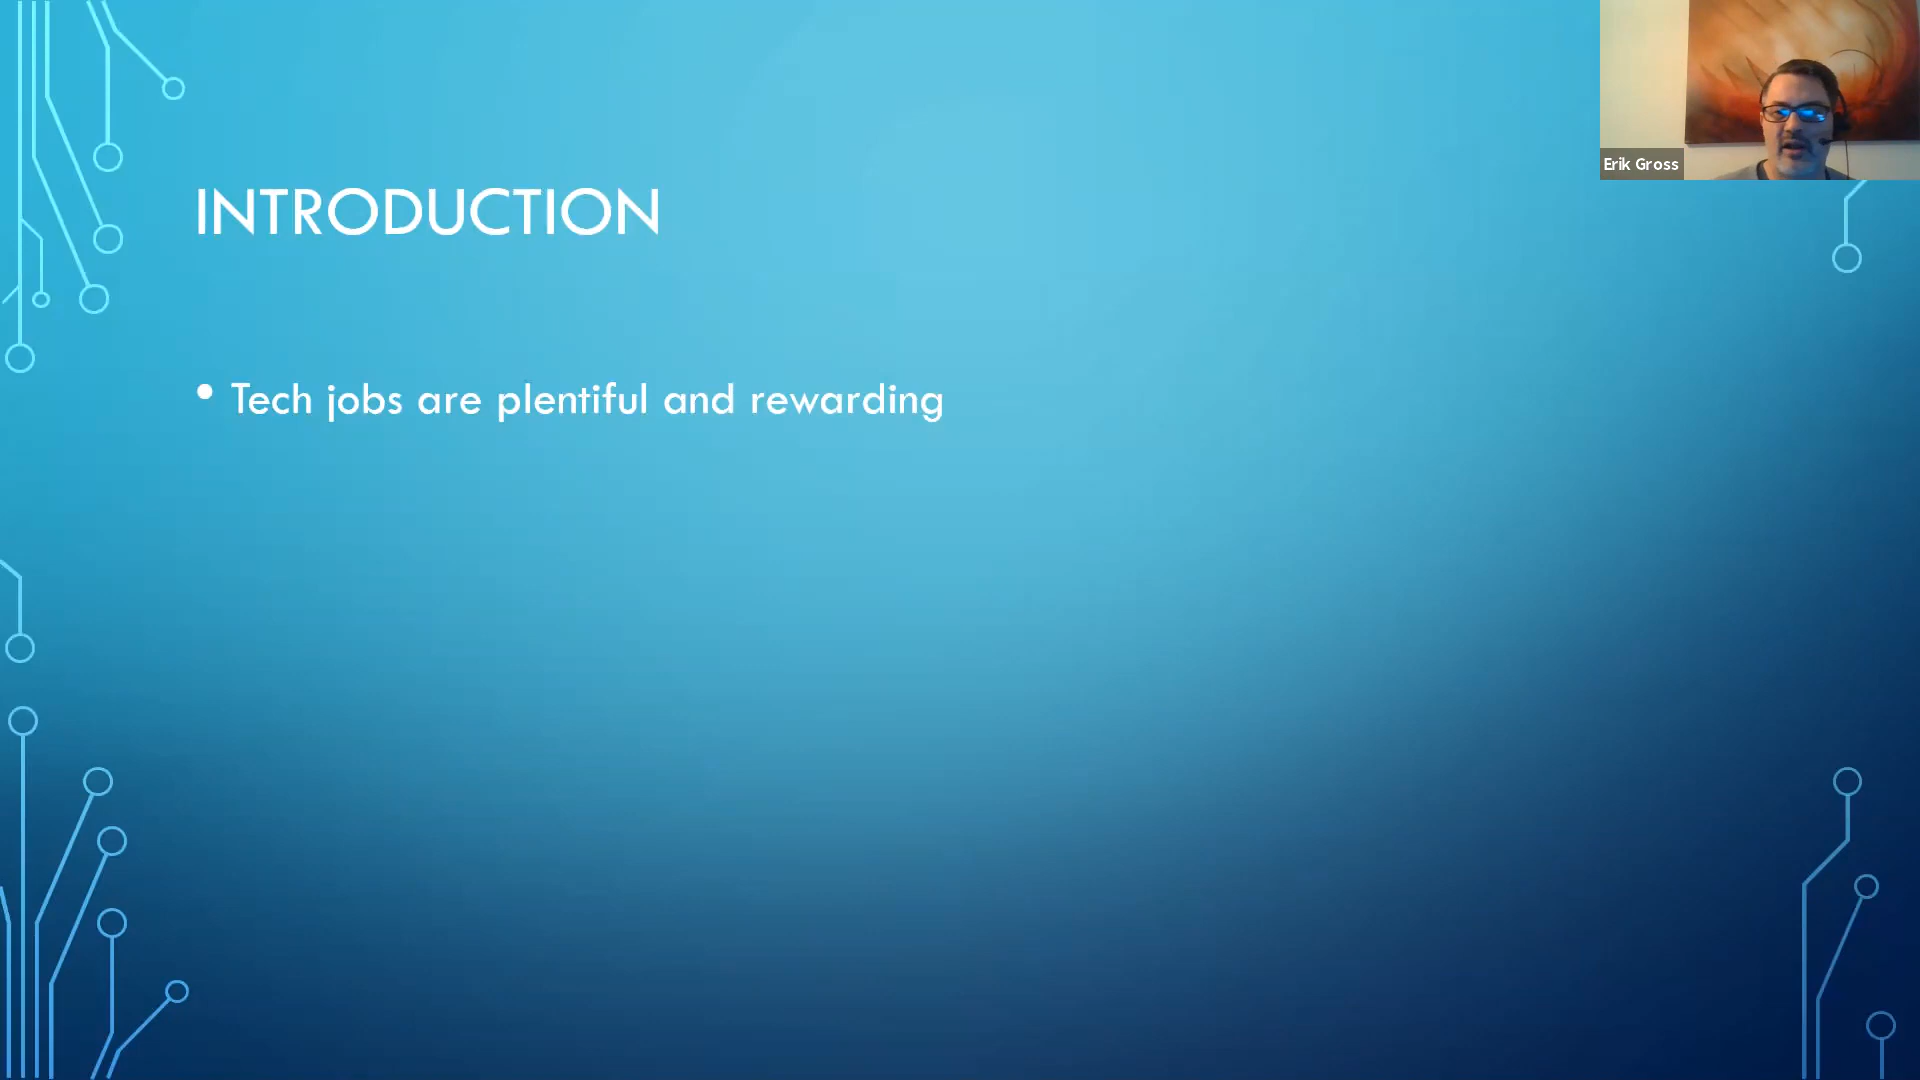 INTRODUCTION
• Tech jobs are plentiful and rewarding
Erik Gross